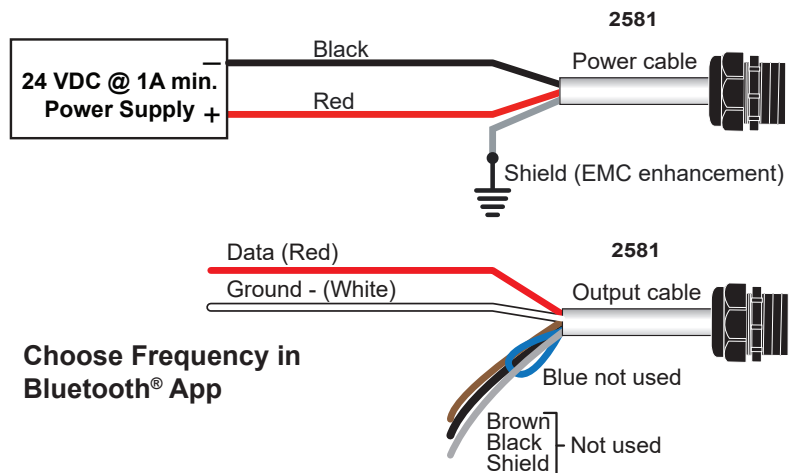 2581
Black
Power cable
24 VDC @ 1A min.
Power Supply
–
+
Red
Shield (EMC enhancement)
2581
Data (Red)
Output cable
Ground - (White)
Choose Frequency in
Bluetooth® App
Blue not used
Brown
Black
Shield
Not used